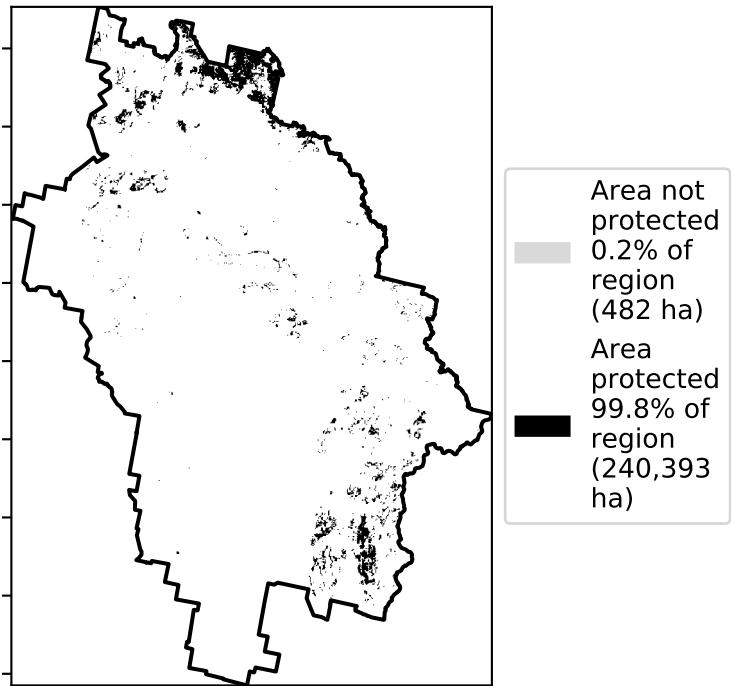 Area not
protected
0.2% of
region
(482 ha)
Area
protected
99.8% of
region
(240,393
ha)